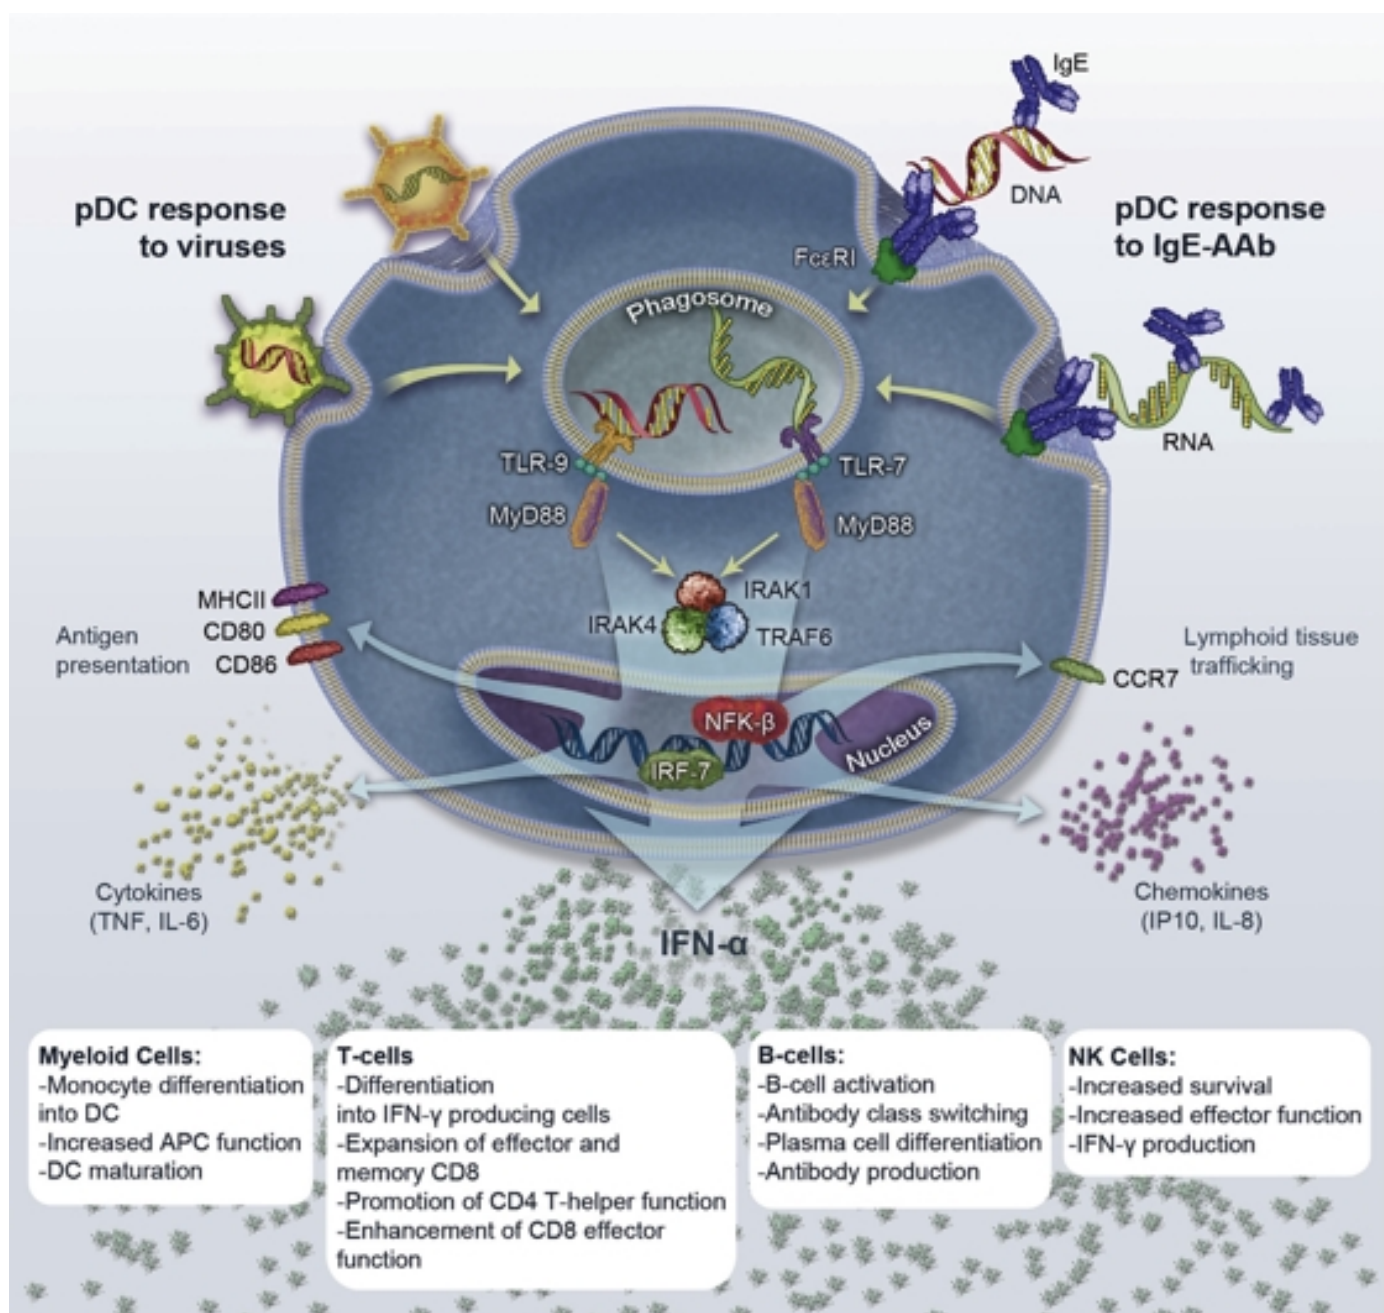 IgE
DNA
pDC response
to viruses
pDC response
to IgE-AAb
FcεRI
Phagosome
RNA
TLR-9
TLR-7
MyD88
MyD88
IRAK1
IRAK4
TRAF6
MHCII
CD80
CD86
Antigen
presentation
Lymphoid tissue
trafficking
CCR7
NFK-β
IRF-7
Nucleus
Cytokines
(TNF, IL-6)
Chemokines
(IP10, IL-8)
IFN-α
Myeloid Cells:
-Monocyte differentiation
into DC
-Increased APC function
-DC maturation
T-cells
-Differentiation
into IFN-γ producing cells
-Expansion of effector and
memory CD8
-Promotion of CD4 T-helper function
-Enhancement of CD8 effector
function
B-cells:
-B-cell activation
-Antibody class switching
-Plasma cell differentiation
-Antibody production
NK Cells:
-Increased survival
-Increased effector function
-IFN-γ production